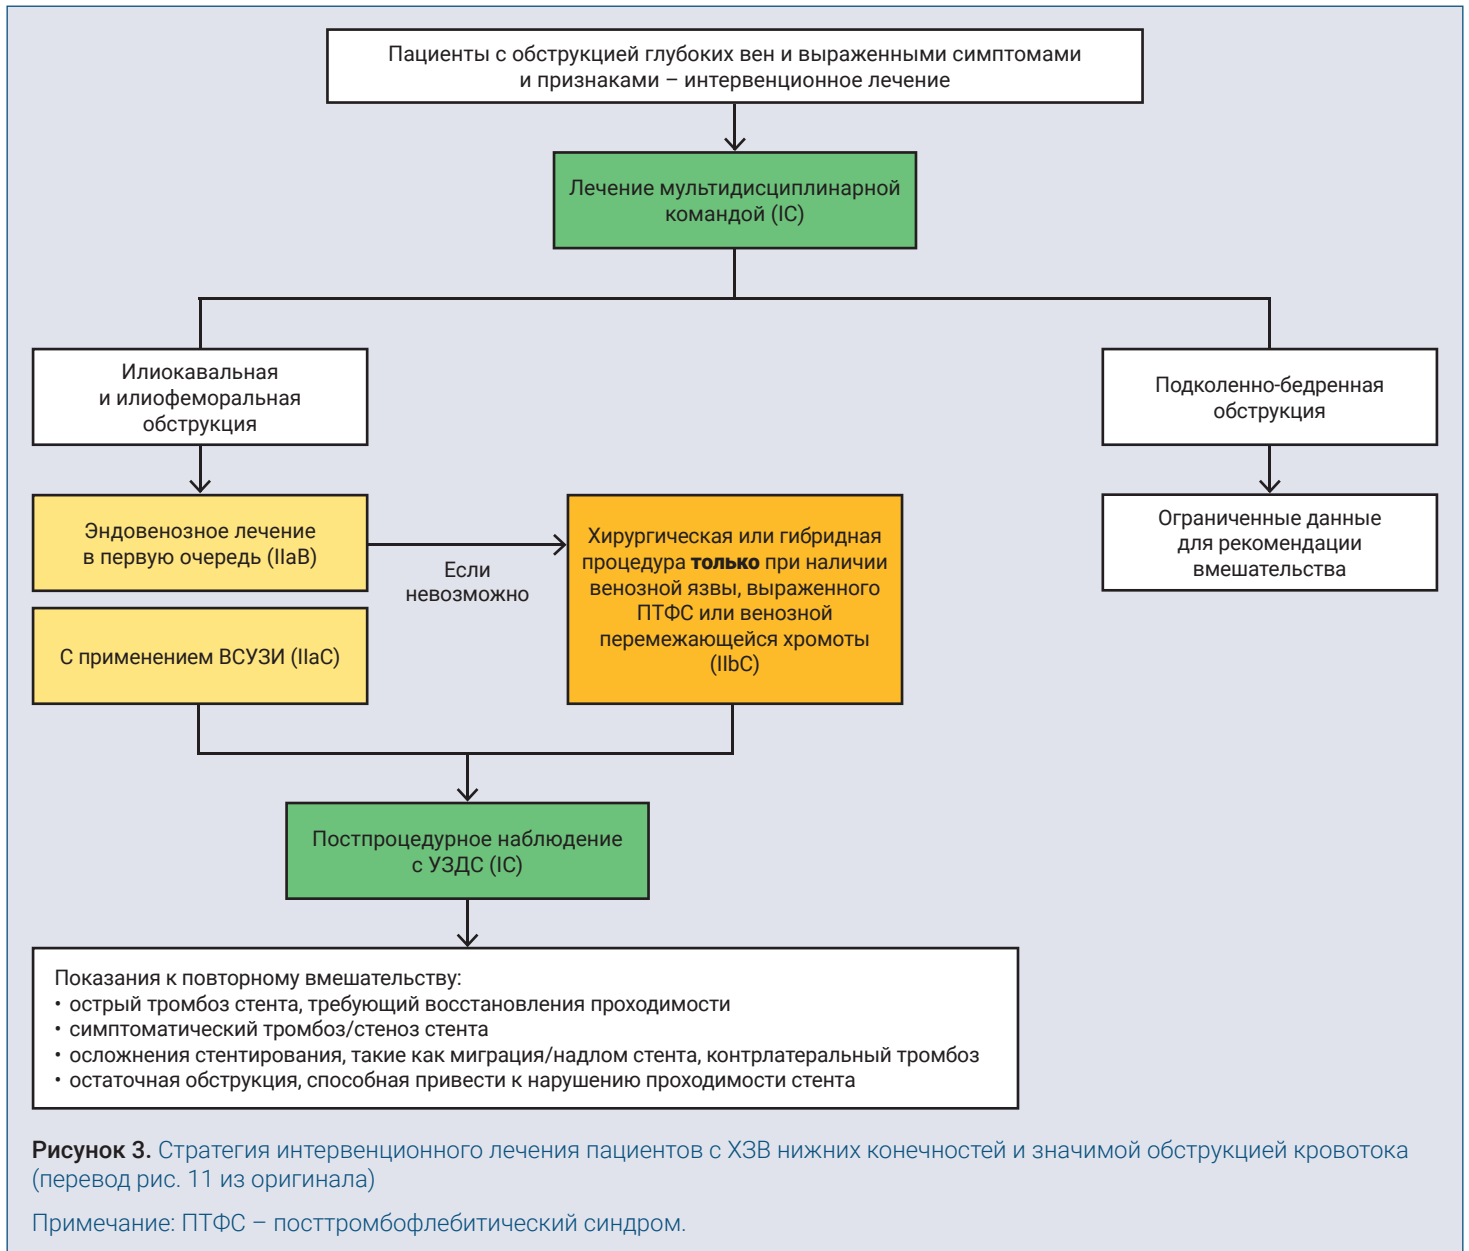 Пациенты с обструкцией глубоких вен и выраженными симптомами
и признаками – интервенционное лечение
Лечение мультидисциплинарной
командой (IC)
Илиокавальная
и илиофеморальная
обструкция
Подколенно-бедренная
обструкция
Эндовенозное лечение
в первую очередь (IIaB)
Если
невозможно
С применением ВСУЗИ (IIaC)
Хирургическая или гибридная
процедура только при наличии
венозной язвы, выраженного
ПТФС или венозной
перемежающейся хромоты
(IIbC)
Ограниченные данные
для рекомендации
вмешательства
Постпроцедурное наблюдение
с УЗДС (IC)
Показания к повторному вмешательству:
• острый тромбоз стента, требующий восстановления проходимости
• симптоматический тромбоз/стеноз стента
• осложнения стентирования, такие как миграция/надлом стента, контрлатеральный тромбоз
• остаточная обструкция, способная привести к нарушению проходимости стента
Рисунок 3. Стратегия интервенционного лечения пациентов с ХЗВ нижних конечностей и значимой обструкцией кровотока
(перевод рис. 11 из оригинала)
Примечание: ПТФС – посттромбофлебитический синдром.